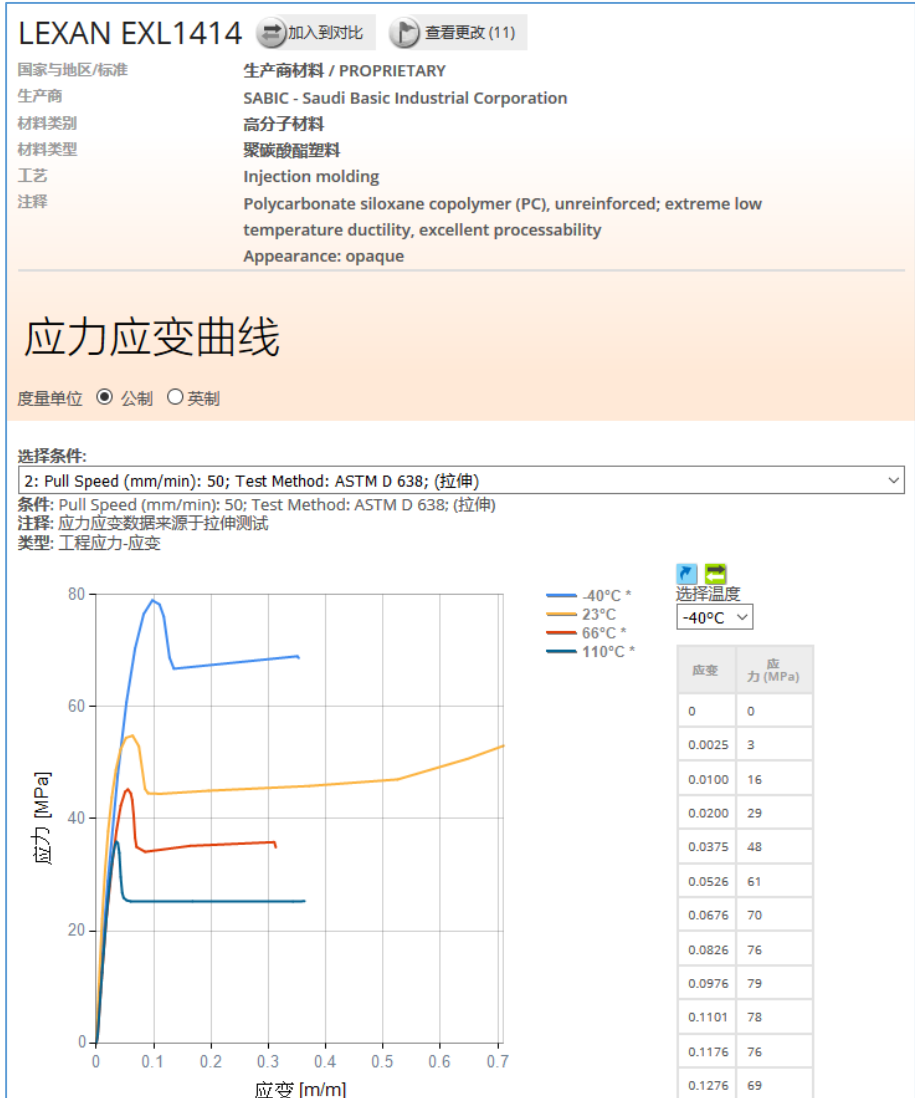 LEXAN EXL1414 加入到对比 查看更改 (11)
国家与地区/标准 生产商材料 / PROPRIETARY
生产商 SABIC - Saudi Basic Industrial Corporation
材料类别 高分子材料
材料类型 聚碳酸酯塑料
工艺 Injection molding
注释 Polycarbonate siloxane copolymer (PC), unreinforced; extreme low
temperature ductility, excellent processability
Appearance: opaque
应力应变曲线
度量单位 公制 英制
选择条件:
2: Pull Speed (mm/min): 50; Test Method: ASTM D 638; (拉伸)
条件: Pull Speed (mm/min): 50; Test Method: ASTM D 638; (拉伸)
注释: 应力应变数据来源于拉伸测试
类型: 工程应力-应变
80
60
40
20
0
应力 [MPa]
0 0.1 0.2 0.3 0.4 0.5 0.6 0.7
应变 [m/m]
-40°C *
23°C
66°C *
110°C *
选择温度
-40°C
应变 应
力 (MPa)
0 0
0.0025 3
0.0100 16
0.0200 29
0.0375 48
0.0526 61
0.0676 70
0.0826 76
0.0976 79
0.1101 78
0.1176 76
0.1276 69